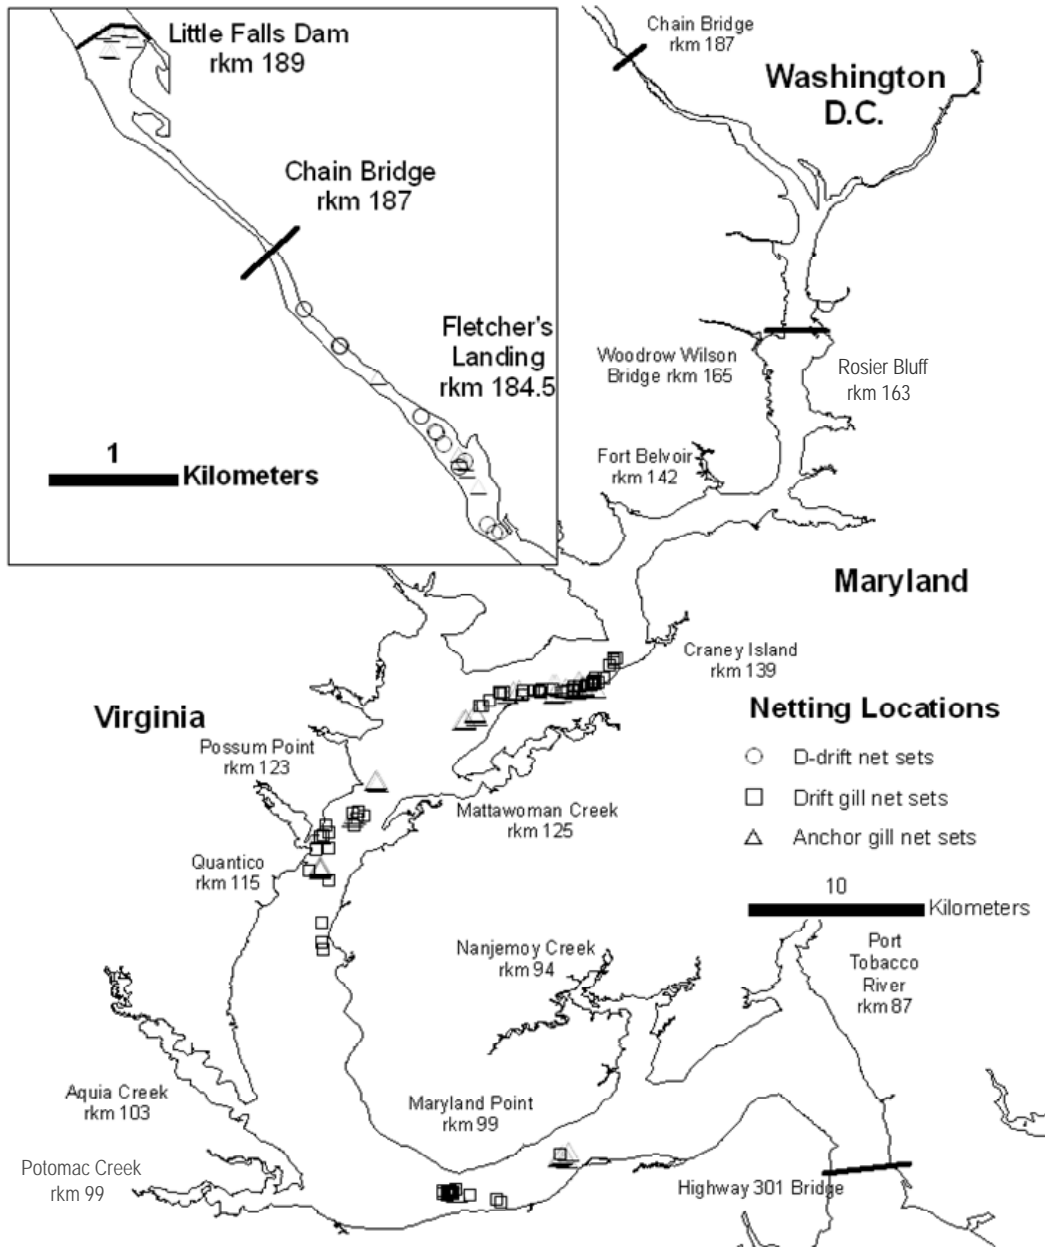 Little Falls Dam
rkm 189
Chain Bridge
rkm 187
Fletcher's
Landing
rkm 184.5
1
Kilometers
Chain Bridge
rkm 187
Washington
D.C.
Woodrow Wilson
Bridge rkm 165
Rosier Bluff
rkm 163
Fort Belvoir
rkm 142
Maryland
Craney Island
rkm 139
Virginia
Possum Point
rkm 123
Mattawoman Creek
rkm 125
Quantico
rkm 115
Netting Locations
D-drift net sets
Drift gill net sets
Anchor gill net sets
10
Kilometers
Nanjemoy Creek
rkm 94
Port
Tobacco
River
rkm 87
Aquia Creek
rkm 103
Maryland Point
rkm 99
Potomac Creek
rkm 99
Highway 301 Bridge